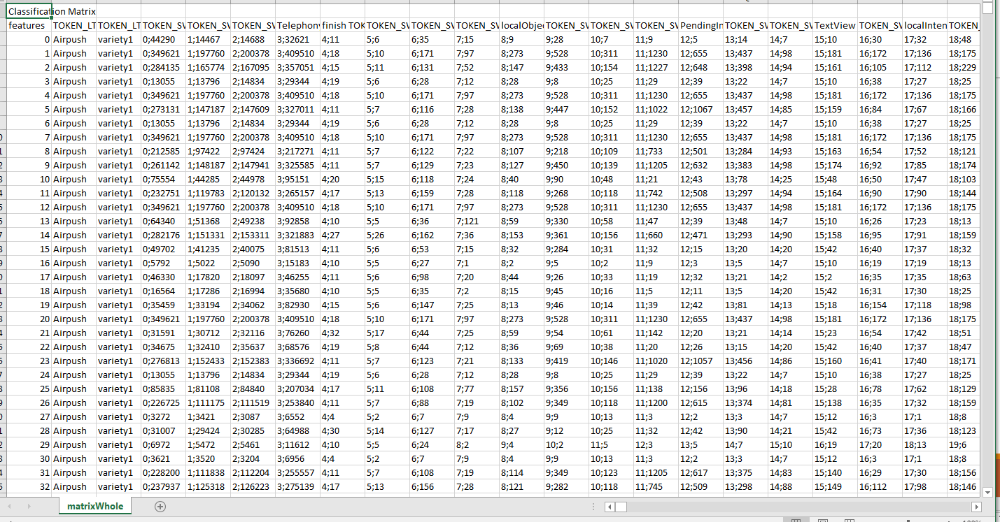 Classification Matrix
features TOKEN_LT TOKEN_LT TOKEN_SW TOKEN_SW TOKEN_SW Telephony finish TOK TOKEN_SW TOKEN_SW TOKEN_SW localObje TOKEN_SW TOKEN_SW TOKEN_SW PendingIn TOKEN_SW TOKEN_SW TextView TOKEN_SW localInten TOKEN_
0 Airpush variety1 0;44290 1;14467 2;14688 3;32621 4;11 5;6 6;35 7;15 8;9 9;28 10;7 11;9 12;5 13;14 14;7 15;10 16;30 17;32 18;48
1 Airpush variety1 0;349621 1;197760 2;200378 3;409510 4;18 5;10 6;171 7;97 8;273 9;528 10;311 11;1230 12;655 13;437 14;98 15;181 16;172 17;136 18;175
2 Airpush variety1 0;284135 1;165774 2;167095 3;357051 4;15 5;11 6;131 7;52 8;147 9;433 10;154 11;1227 12;648 13;398 14;94 15;161 16;105 17;112 18;229
3 Airpush variety1 0;13055 1;13796 2;14834 3;29344 4;19 5;6 6;28 7;12 8;28 9;8 10;25 11;29 12;39 13;22 14;7 15;10 16;38 17;27 18;25
4 Airpush variety1 0;349621 1;197760 2;200378 3;409510 4;18 5;10 6;171 7;97 8;273 9;528 10;311 11;1230 12;655 13;437 14;98 15;181 16;172 17;136 18;175
5 Airpush variety1 0;273131 1;147187 2;147609 3;327011 4;11 5;7 6;116 7;28 8;138 9;447 10;152 11;1022 12;1067 13;457 14;85 15;159 16;84 17;67 18;166
6 Airpush variety1 0;13055 1;13796 2;14834 3;29344 4;19 5;6 6;28 7;12 8;28 9;8 10;25 11;29 12;39 13;22 14;7 15;10 16;38 17;27 18;25
7 Airpush variety1 0;349621 1;197760 2;200378 3;409510 4;18 5;10 6;171 7;97 8;273 9;528 10;311 11;1230 12;655 13;437 14;98 15;181 16;172 17;136 18;175
8 Airpush variety1 0;212585 1;97422 2;97424 3;217271 4;11 5;7 6;122 7;22 8;107 9;218 10;109 11;733 12;501 13;284 14;93 15;163 16;54 17;52 18;121
9 Airpush variety1 0;261142 1;148187 2;147941 3;325585 4;11 5;7 6;129 7;23 8;127 9;450 10;139 11;1205 12;632 13;383 14;98 15;174 16;92 17;85 18;174
10 Airpush variety1 0;75554 1;44285 2;44978 3;95151 4;20 5;15 6;118 7;24 8;40 9;90 10;48 11;21 12;43 13;78 14;25 15;48 16;50 17;47 18;103
11 Airpush variety1 0;232751 1;119783 2;120132 3;265157 4;17 5;13 6;159 7;28 8;118 9;268 10;118 11;742 12;508 13;297 14;94 15;164 16;90 17;90 18;144
12 Airpush variety1 0;349621 1;197760 2;200378 3;409510 4;18 5;10 6;171 7;97 8;273 9;528 10;311 11;1230 12;655 13;437 14;98 15;181 16;172 17;136 18;175
13 Airpush variety1 0;64340 1;51368 2;49238 3;92858 4;10 5;5 6;36 7;121 8;59 9;330 10;58 11;47 12;39 13;48 14;7 15;10 16;26 17;23 18;13
14 Airpush variety1 0;282176 1;151331 2;153311 3;321883 4;27 5;26 6;162 7;36 8;153 9;361 10;156 11;660 12;471 13;293 14;90 15;158 16;95 17;91 18;159
15 Airpush variety1 0;49702 1;41235 2;40075 3;81513 4;11 5;6 6;53 7;15 8;32 9;284 10;31 11;32 12;15 13;20 14;20 15;42 16;40 17;37 18;32
16 Airpush variety1 0;5792 1;5022 2;5090 3;15183 4;10 5;5 6;27 7;1 8;2 9;5 10;2 11;9 12;3 13;5 14;7 15;10 16;19 17;19 18;13
17 Airpush variety1 0;46330 1;17820 2;18097 3;46255 4;11 5;6 6;98 7;20 8;44 9;26 10;33 11;19 12;32 13;21 14;2 15;2 16;35 17;35 18;63
18 Airpush variety1 0;16564 1;17286 2;16994 3;35680 4;10 5;5 6;35 7;2 8;15 9;45 10;16 11;5 12;11 13;5 14;20 15;42 16;31 17;30 18;25
19 Airpush variety1 0;35459 1;33194 2;34062 3;82930 4;15 5;6 6;147 7;25 8;13 9;46 10;14 11;39 12;42 13;81 14;13 15;18 16;154 17;118 18;98
20 Airpush variety1 0;349621 1;197760 2;200378 3;409510 4;18 5;10 6;171 7;97 8;273 9;528 10;311 11;1230 12;655 13;437 14;98 15;181 16;172 17;136 18;175
21 Airpush variety1 0;31591 1;30712 2;32116 3;76260 4;32 5;17 6;44 7;25 8;59 9;54 10;61 11;142 12;20 13;21 14;14 15;23 16;54 17;42 18;51
22 Airpush variety1 0;34675 1;32410 2;35637 3;68576 4;19 5;8 6;44 7;12 8;36 9;69 10;38 11;20 12;26 13;15 14;20 15;42 16;40 17;37 18;47
23 Airpush variety1 0;276813 1;152433 2;152383 3;336692 4;11 5;7 6;123 7;21 8;133 9;419 10;146 11;1020 12;1057 13;456 14;86 15;160 16;41 17;40 18;171
24 Airpush variety1 0;13055 1;13796 2;14834 3;29344 4;19 5;6 6;28 7;12 8;28 9;8 10;25 11;29 12;39 13;22 14;7 15;10 16;38 17;27 18;25
25 Airpush variety1 0;85835 1;81108 2;84840 3;207034 4;17 5;11 6;108 7;77 8;157 9;356 10;156 11;138 12;156 13;96 14;18 15;28 16;78 17;62 18;129
26 Airpush variety1 0;226725 1;111175 2;111519 3;253840 4;11 5;7 6;88 7;19 8;102 9;349 10;118 11;1200 12;615 13;374 14;81 15;138 16;35 17;32 18;159
27 Airpush variety1 0;3272 1;3421 2;3087 3;6552 4;4 5;2 6;7 7;9 8;4 9;9 10;13 11;3 12;2 13;3 14;7 15;12 16;3 17;1 18;8
28 Airpush variety1 0;31007 1;29424 2;30285 3;64988 4;30 5;14 6;127 7;17 8;27 9;12 10;25 11;32 12;42 13;90 14;21 15;42 16;73 17;36 18;123
29 Airpush variety1 0;6972 1;5472 2;5461 3;11612 4;10 5;5 6;24 8;2 9;4 10;2 11;5 12;3 13;5 14;7 15;10 16;19 17;20 18;13 19;6
30 Airpush variety1 0;3621 1;3520 2;3204 3;6956 4;4 5;2 6;7 7;9 8;4 9;9 10;13 11;3 12;2 13;3 14;7 15;12 16;3 17;1 18;8
31 Airpush variety1 0;228200 1;111838 2;112204 3;255557 4;11 5;7 6;108 7;19 8;114 9;349 10;123 11;1205 12;617 13;375 14;83 15;140 16;29 17;30 18;156
32 Airpush variety1 0;237937 1;125318 2;126223 3;275139 4;17 5;13 6;156 7;28 8;121 9;282 10;118 11;745 12;509 13;298 14;88 15;149 16;112 17;98 18;146
matrixWhole